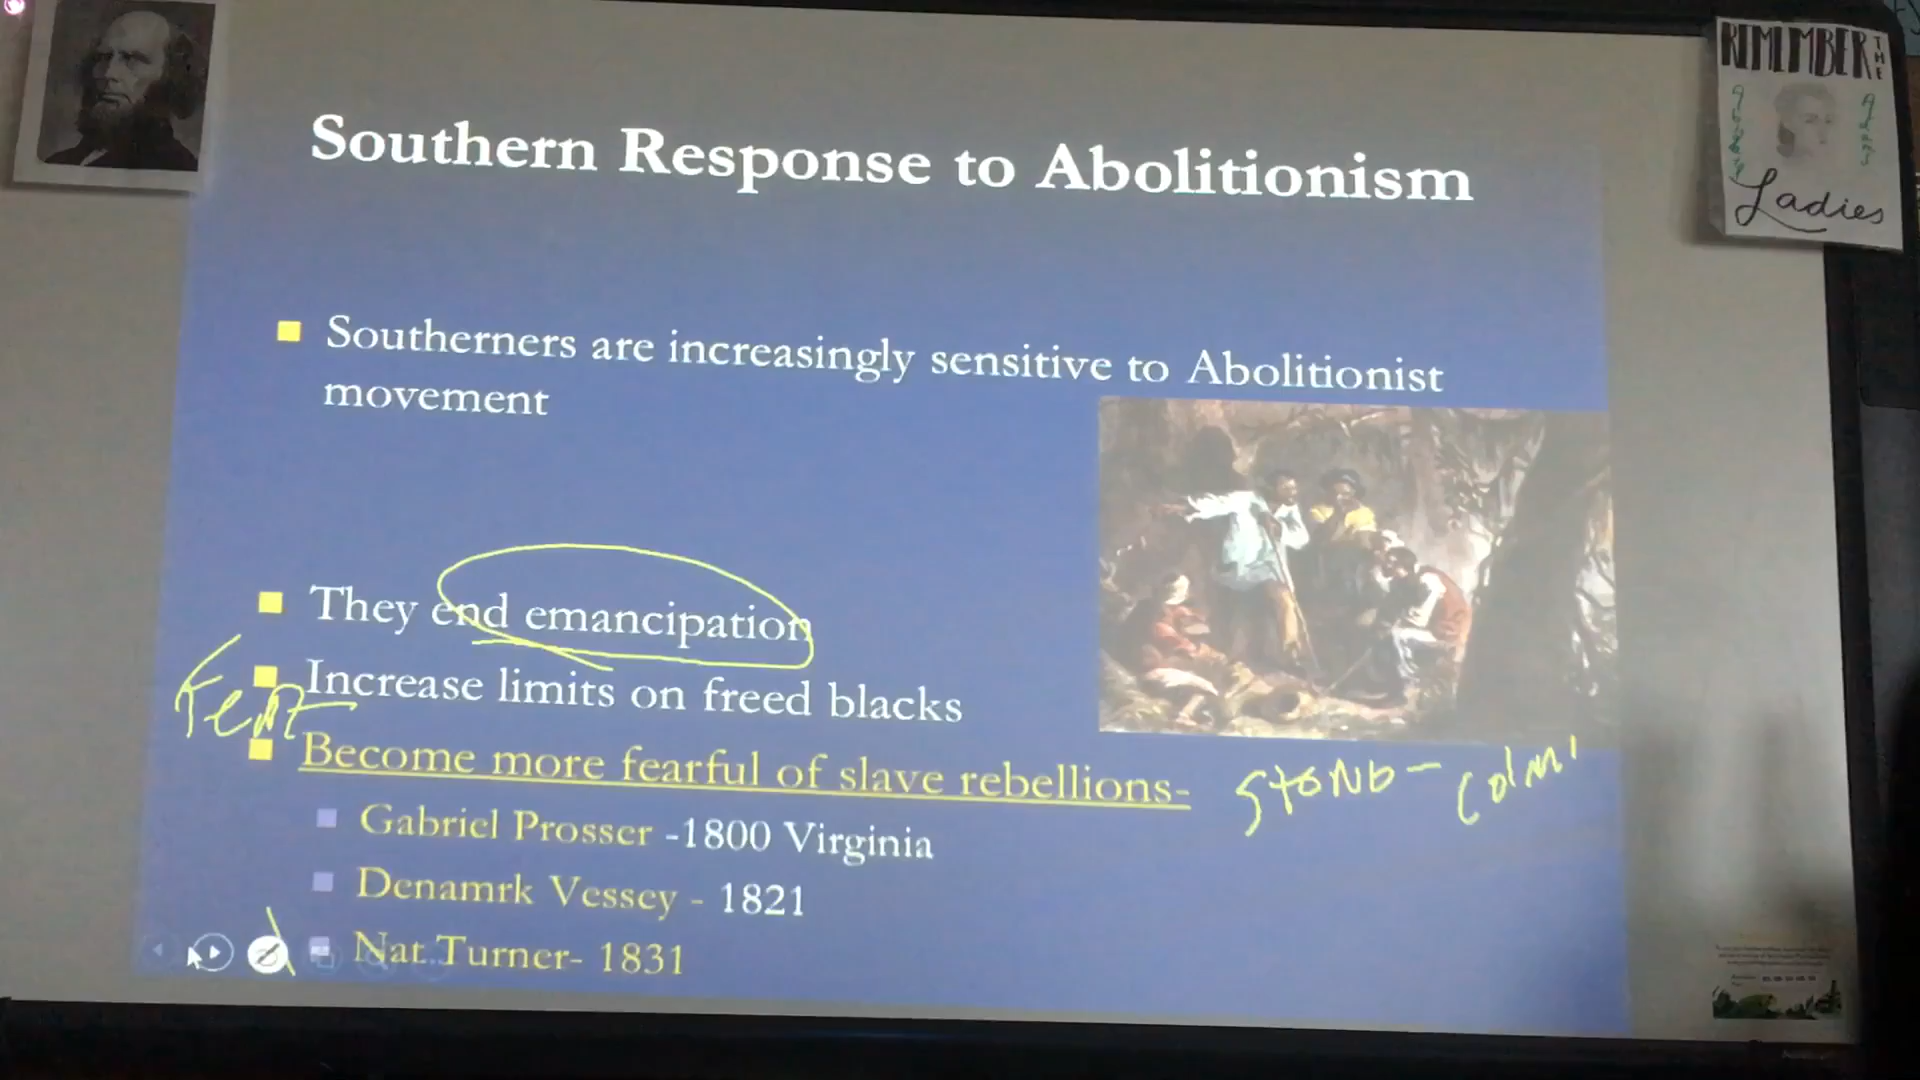 REMEMBER THE
Ladies
Southern Response to Abolitionism
Southerners are increasingly sensitive to Abolitionist
movement
They end emancipation
Increase limits on freed blacks
Fear
Become more fearful of slave rebellions-
Stono -
Gabriel Prosser -1800 Virginia
Denamrk Vessey - 1821
Nat Turner- 1831